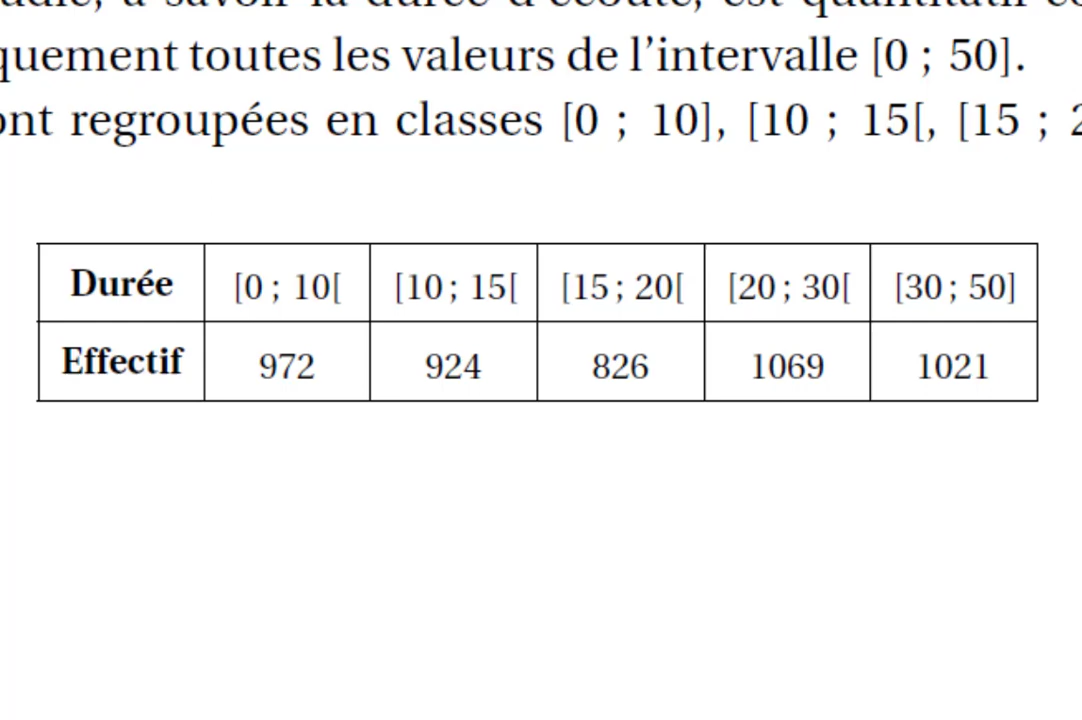 quement toutes les valeurs de l'intervalle [0 ; 50].
regroupées en classes [0 ; 10], [10 ; 15[, [15 ;
Durée [0 ; 10[ [10 ; 15[ [15 ; 20[ [20 ; 30[ [30 ; 50]
Effectif 972 924 826 1069 1021